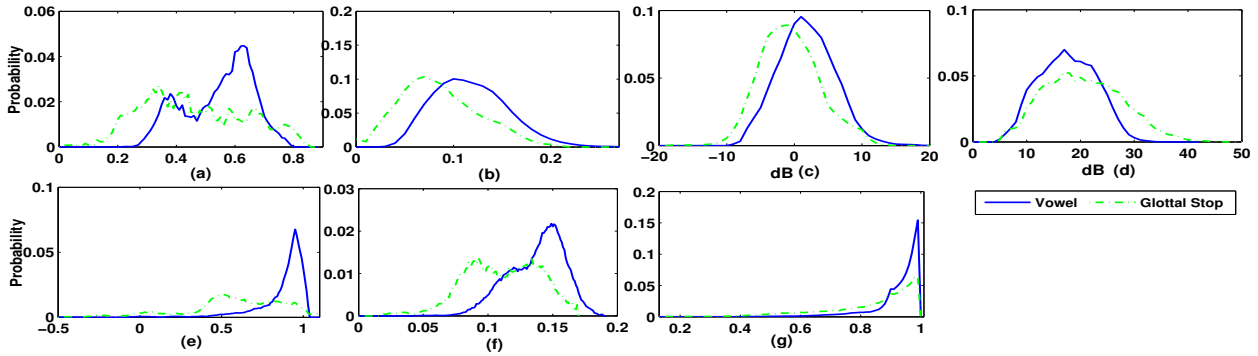 0.06
0.04
0.02
0
Probability
0 0.2 0.4 0.6 0.8
(a)
0.20
0.15
0.10
0.05
0
0.1 0.2
(b)
0.1
0.05
0
−20 −10 0 10 20
dB (c)
0.1
0.05
0
0 10 20 30 40 50
dB (d)
0.1
0.05
0
Probability
−0.5 0 0.5 1
(e)
0.03
0.02
0.01
0
0 0.05 0.1 0.15 0.2
(f)
0.2
0.15
0.1
0.05
0
0.2 0.4 0.6 0.8 1
(g)
Vowel Glottal Stop